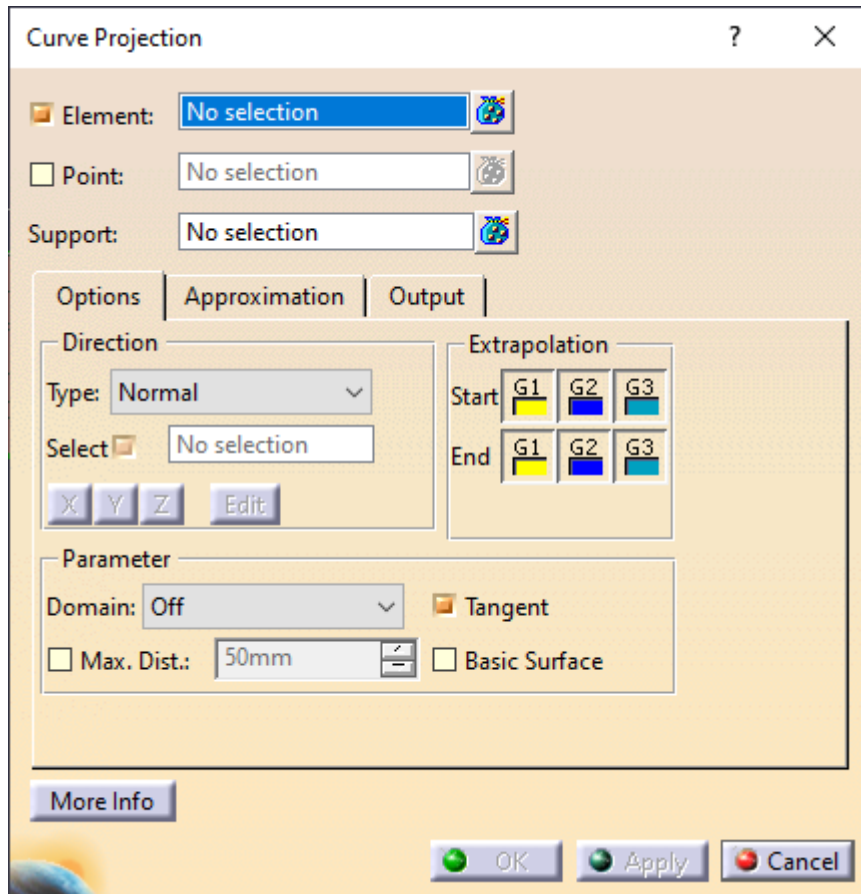 Curve Projection ?
Element: No selection
Point: No selection
Support: No selection
Options Approximation Output
Direction
Type: Normal
Select No selection
X Y Z Edit
Extrapolation
Start G1 G2 G3
End G1 G2 G3
Parameter
Domain: Off Tangent
Max. Dist.: 50mm Basic Surface
More Info
OK Apply Cancel